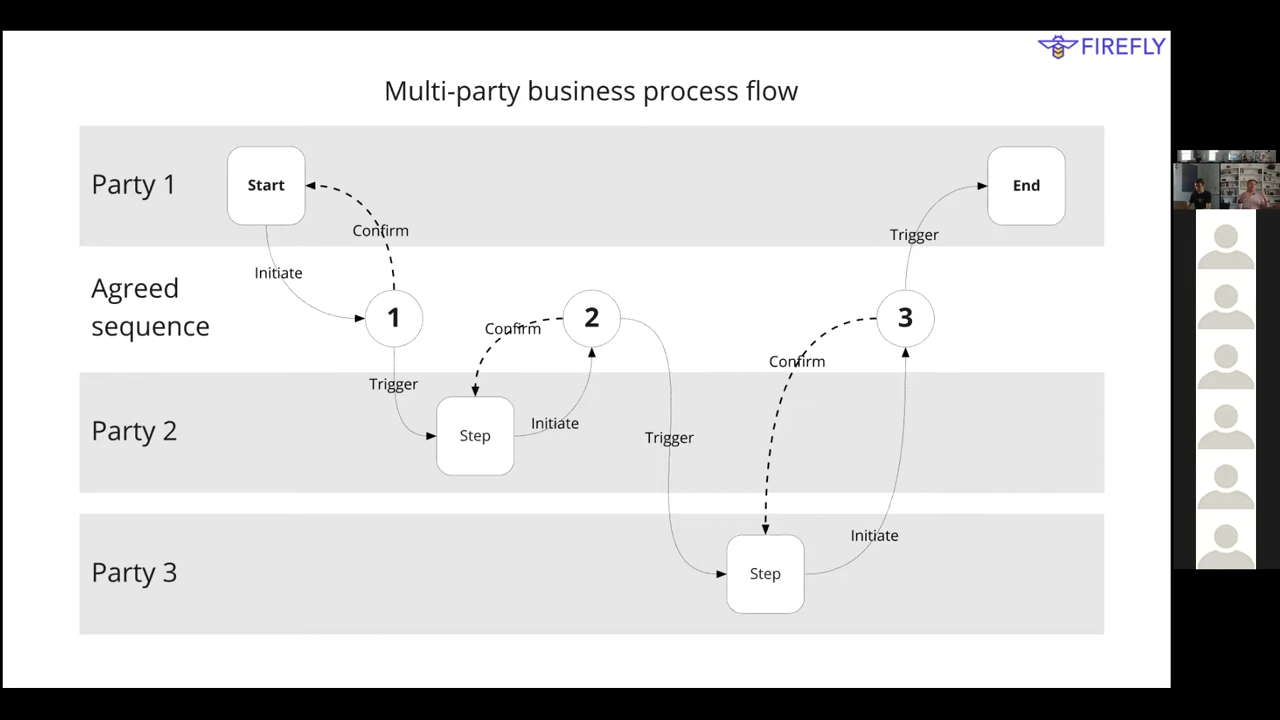 FIREFLY
Multi-party business process flow
Party 1
Start
End
Confirm
Trigger
Initiate
Agreed
sequence
1
2
3
Confirm
Confirm
Trigger
Party 2
Step
Initiate
Trigger
Initiate
Party 3
Step